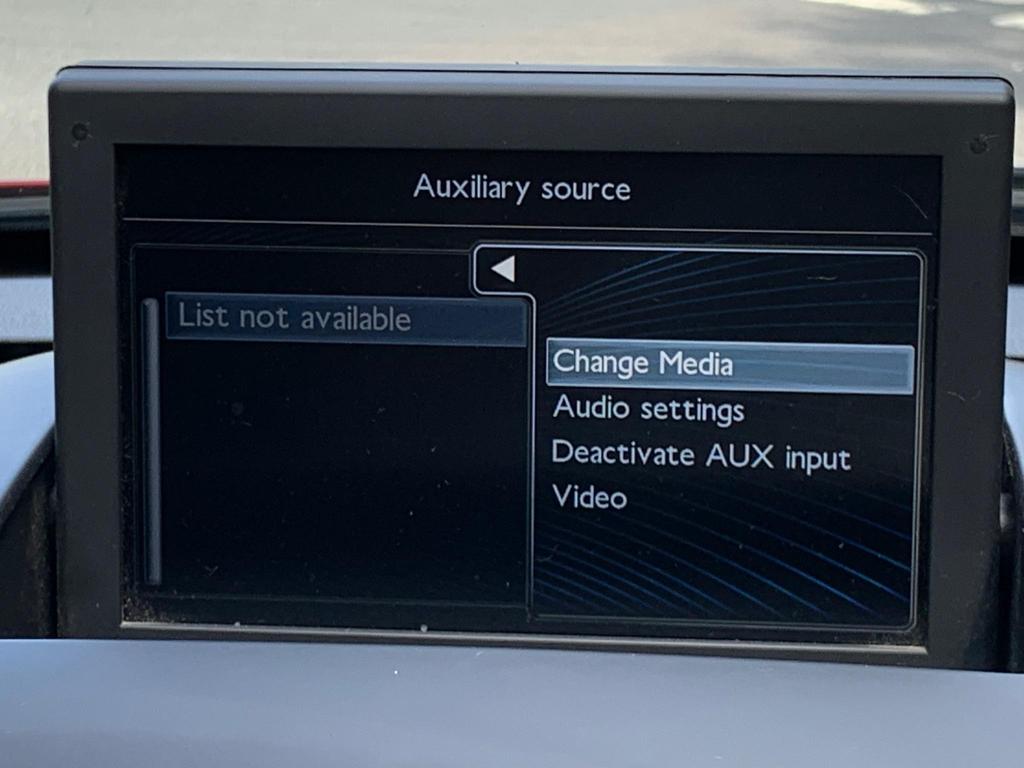 Auxiliary source
List not available
Change Media
Audio settings
Deactivate AUX input
Video